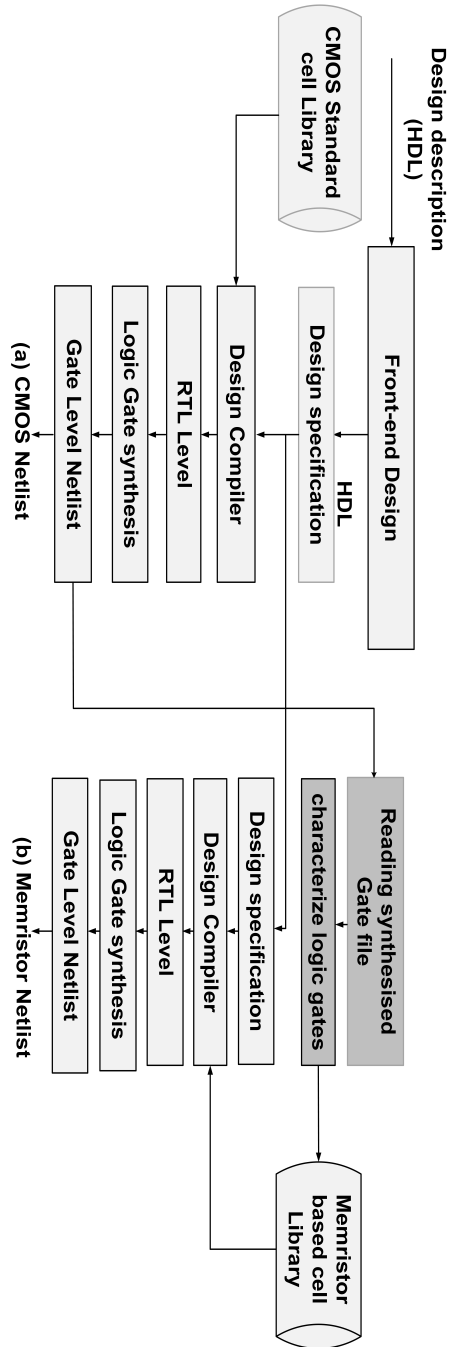 Design description
(HDL)
CMOS Standard
cell Library
Front-end Design
HDL
Design specification
Design Compiler
RTL Level
Logic Gate synthesis
Gate Level Netlist
(a) CMOS Netlist
Reading synthesised
Gate file
characterize logic gates
Design specification
Design Compiler
RTL Level
Logic Gate synthesis
Gate Level Netlist
(b) Memristor Netlist
Memristor
based cell
Library